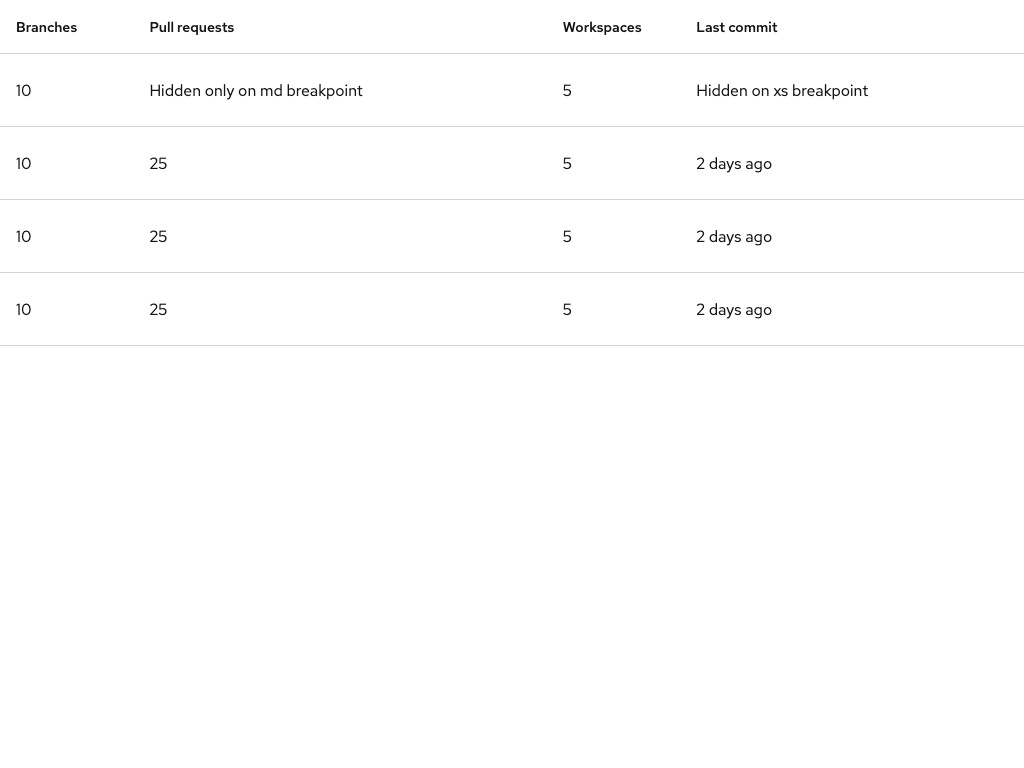 Branches Pull requests Workspaces Last commit
10 Hidden only on md breakpoint 5 Hidden on xs breakpoint
10 25 5 2 days ago
10 25 5 2 days ago
10 25 5 2 days ago